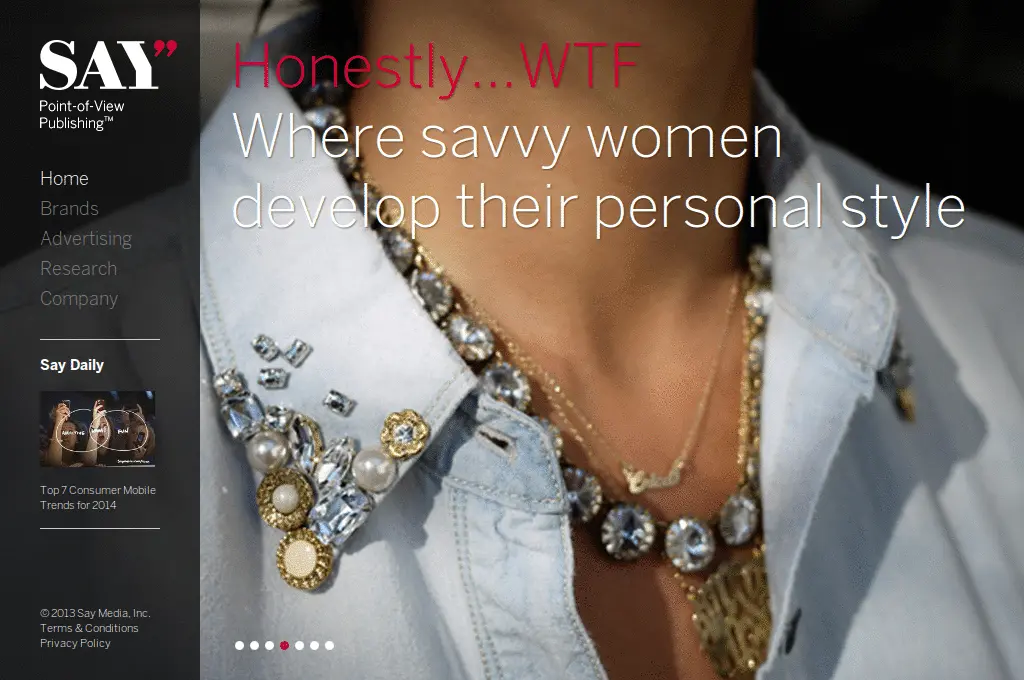 SAY”
Point-of-View
Publishing™
Home
Brands
Advertising
Research
Company
Say Daily
FUN
Top 7 Consumer Mobile
Trends for 2014
© 2013 Say Media, Inc.
Terms & Conditions
Privacy Policy
Honestly...WTF
Where savvy women
develop their personal style